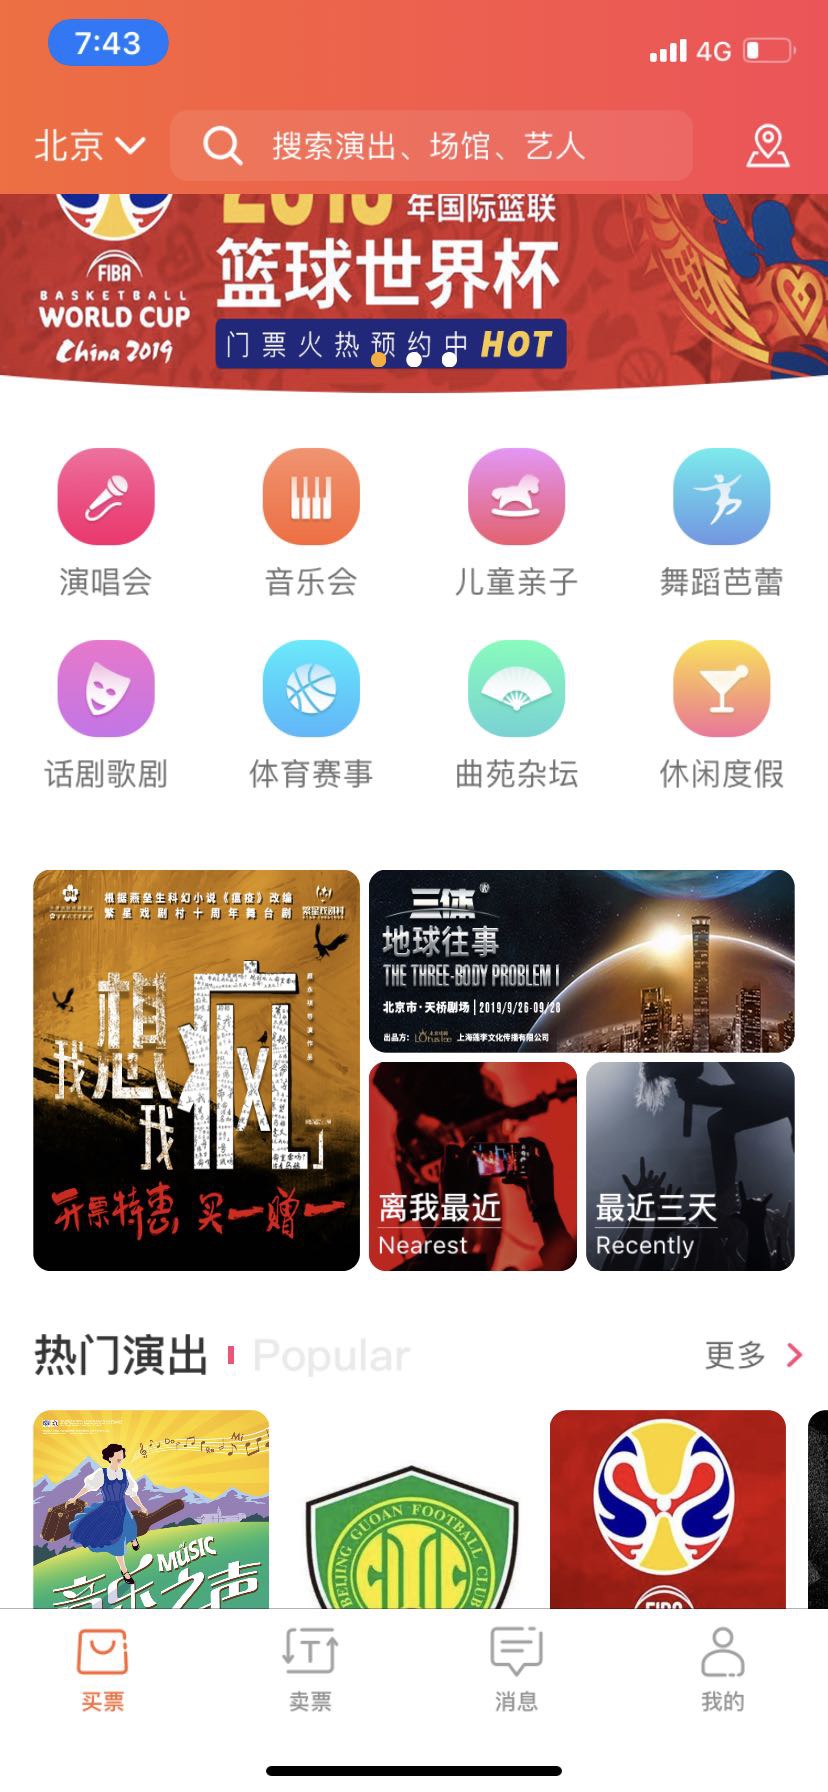 7:43
4G
北京
搜索演出、场馆、艺人
年国际篮联
篮球世界杯
FIBA
BASKETBALL
WORLD CUP
China 2019
门票火热预约中 HOT
演唱会
音乐会
儿童亲子
舞蹈芭蕾
话剧歌剧
体育赛事
曲苑杂坛
休闲度假
根据燕垒生科幻小说《瘟疫》改编
繁星戏剧村十周年舞台剧
繁星戏剧村
我想我疯了
开票特惠 买一赠一
三体
地球往事
THE THREE-BODY PROBLEM I
北京市·天桥剧场 | 2019/9/26-09/28
出品方:
Lotus Lee
上海莲李文化传播有限公司
离我最近
Nearest
最近三天
Recently
热门演出
Popular
更多
Do
Mi
MUSIC
音乐之声
BEIJING GUOAN FOOTBALL CLUB
FIBA
买票
卖票
消息
我的